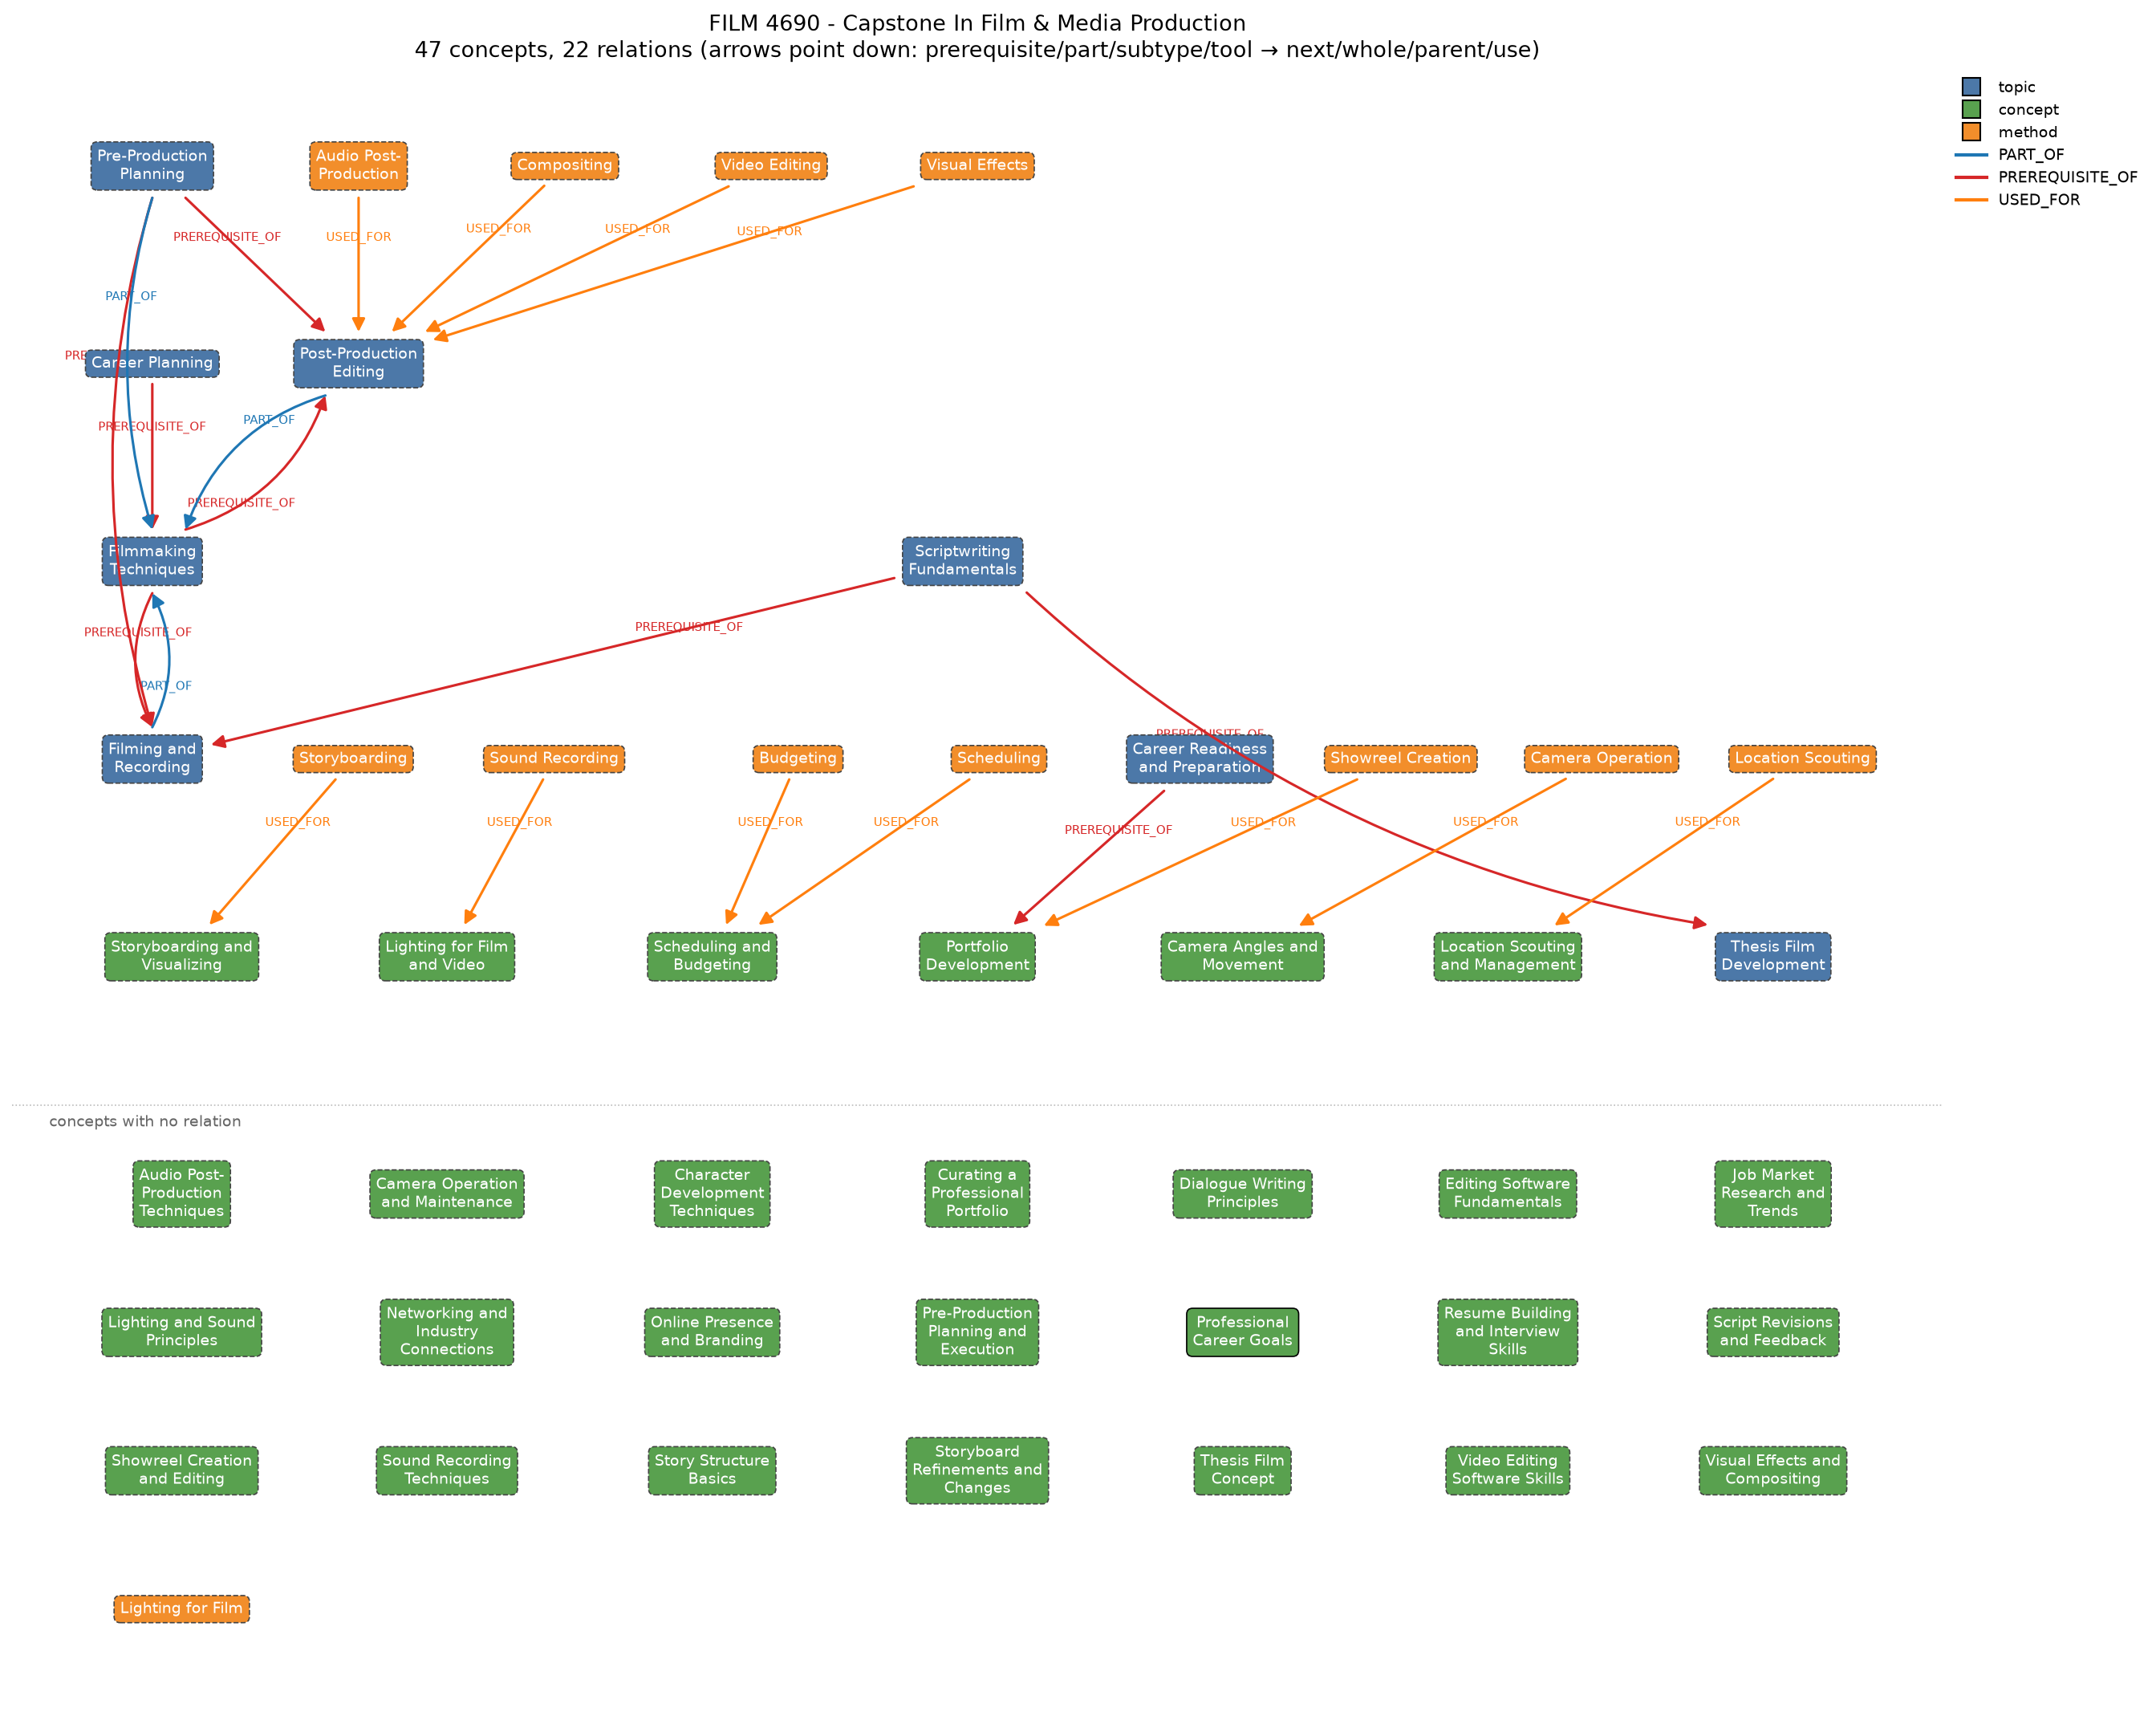 FILM 4690 - Capstone In Film & Media Production
47 concepts, 22 relations (arrows point down: prerequisite/part/subtype/tool → next/whole/parent/use)
topic
concept
method
PART_OF
PREREQUISITE_OF
USED_FOR
Pre-Production
Planning
Audio Post-
Production
Compositing
Video Editing
Visual Effects
PREREQUISITE_OF
USED_FOR
USED_FOR
USED_FOR
USED_FOR
PART_OF
PRE
Career Planning
Post-Production
Editing
PREREQUISITE_OF
PART_OF
PREREQUISITE_OF
Filmmaking
Techniques
Scriptwriting
Fundamentals
PREREQUISITE_OF
PREREQUISITE_OF
PART_OF
PREREQUISITE_OF
Filming and
Recording
Storyboarding
Sound Recording
Budgeting
Scheduling
Career Readiness
and Preparation
Showreel Creation
Camera Operation
Location Scouting
USED_FOR
USED_FOR
USED_FOR
USED_FOR
PREREQUISITE_OF
USED_FOR
USED_FOR
USED_FOR
Storyboarding and
Visualizing
Lighting for Film
and Video
Scheduling and
Budgeting
Portfolio
Development
Camera Angles and
Movement
Location Scouting
and Management
Thesis Film
Development
concepts with no relation
Audio Post-
Production
Techniques
Camera Operation
and Maintenance
Character
Development
Techniques
Curating a
Professional
Portfolio
Dialogue Writing
Principles
Editing Software
Fundamentals
Job Market
Research and
Trends
Lighting and Sound
Principles
Networking and
Industry
Connections
Online Presence
and Branding
Pre-Production
Planning and
Execution
Professional
Career Goals
Resume Building
and Interview
Skills
Script Revisions
and Feedback
Showreel Creation
and Editing
Sound Recording
Techniques
Story Structure
Basics
Storyboard
Refinements and
Changes
Thesis Film
Concept
Video Editing
Software Skills
Visual Effects and
Compositing
Lighting for Film